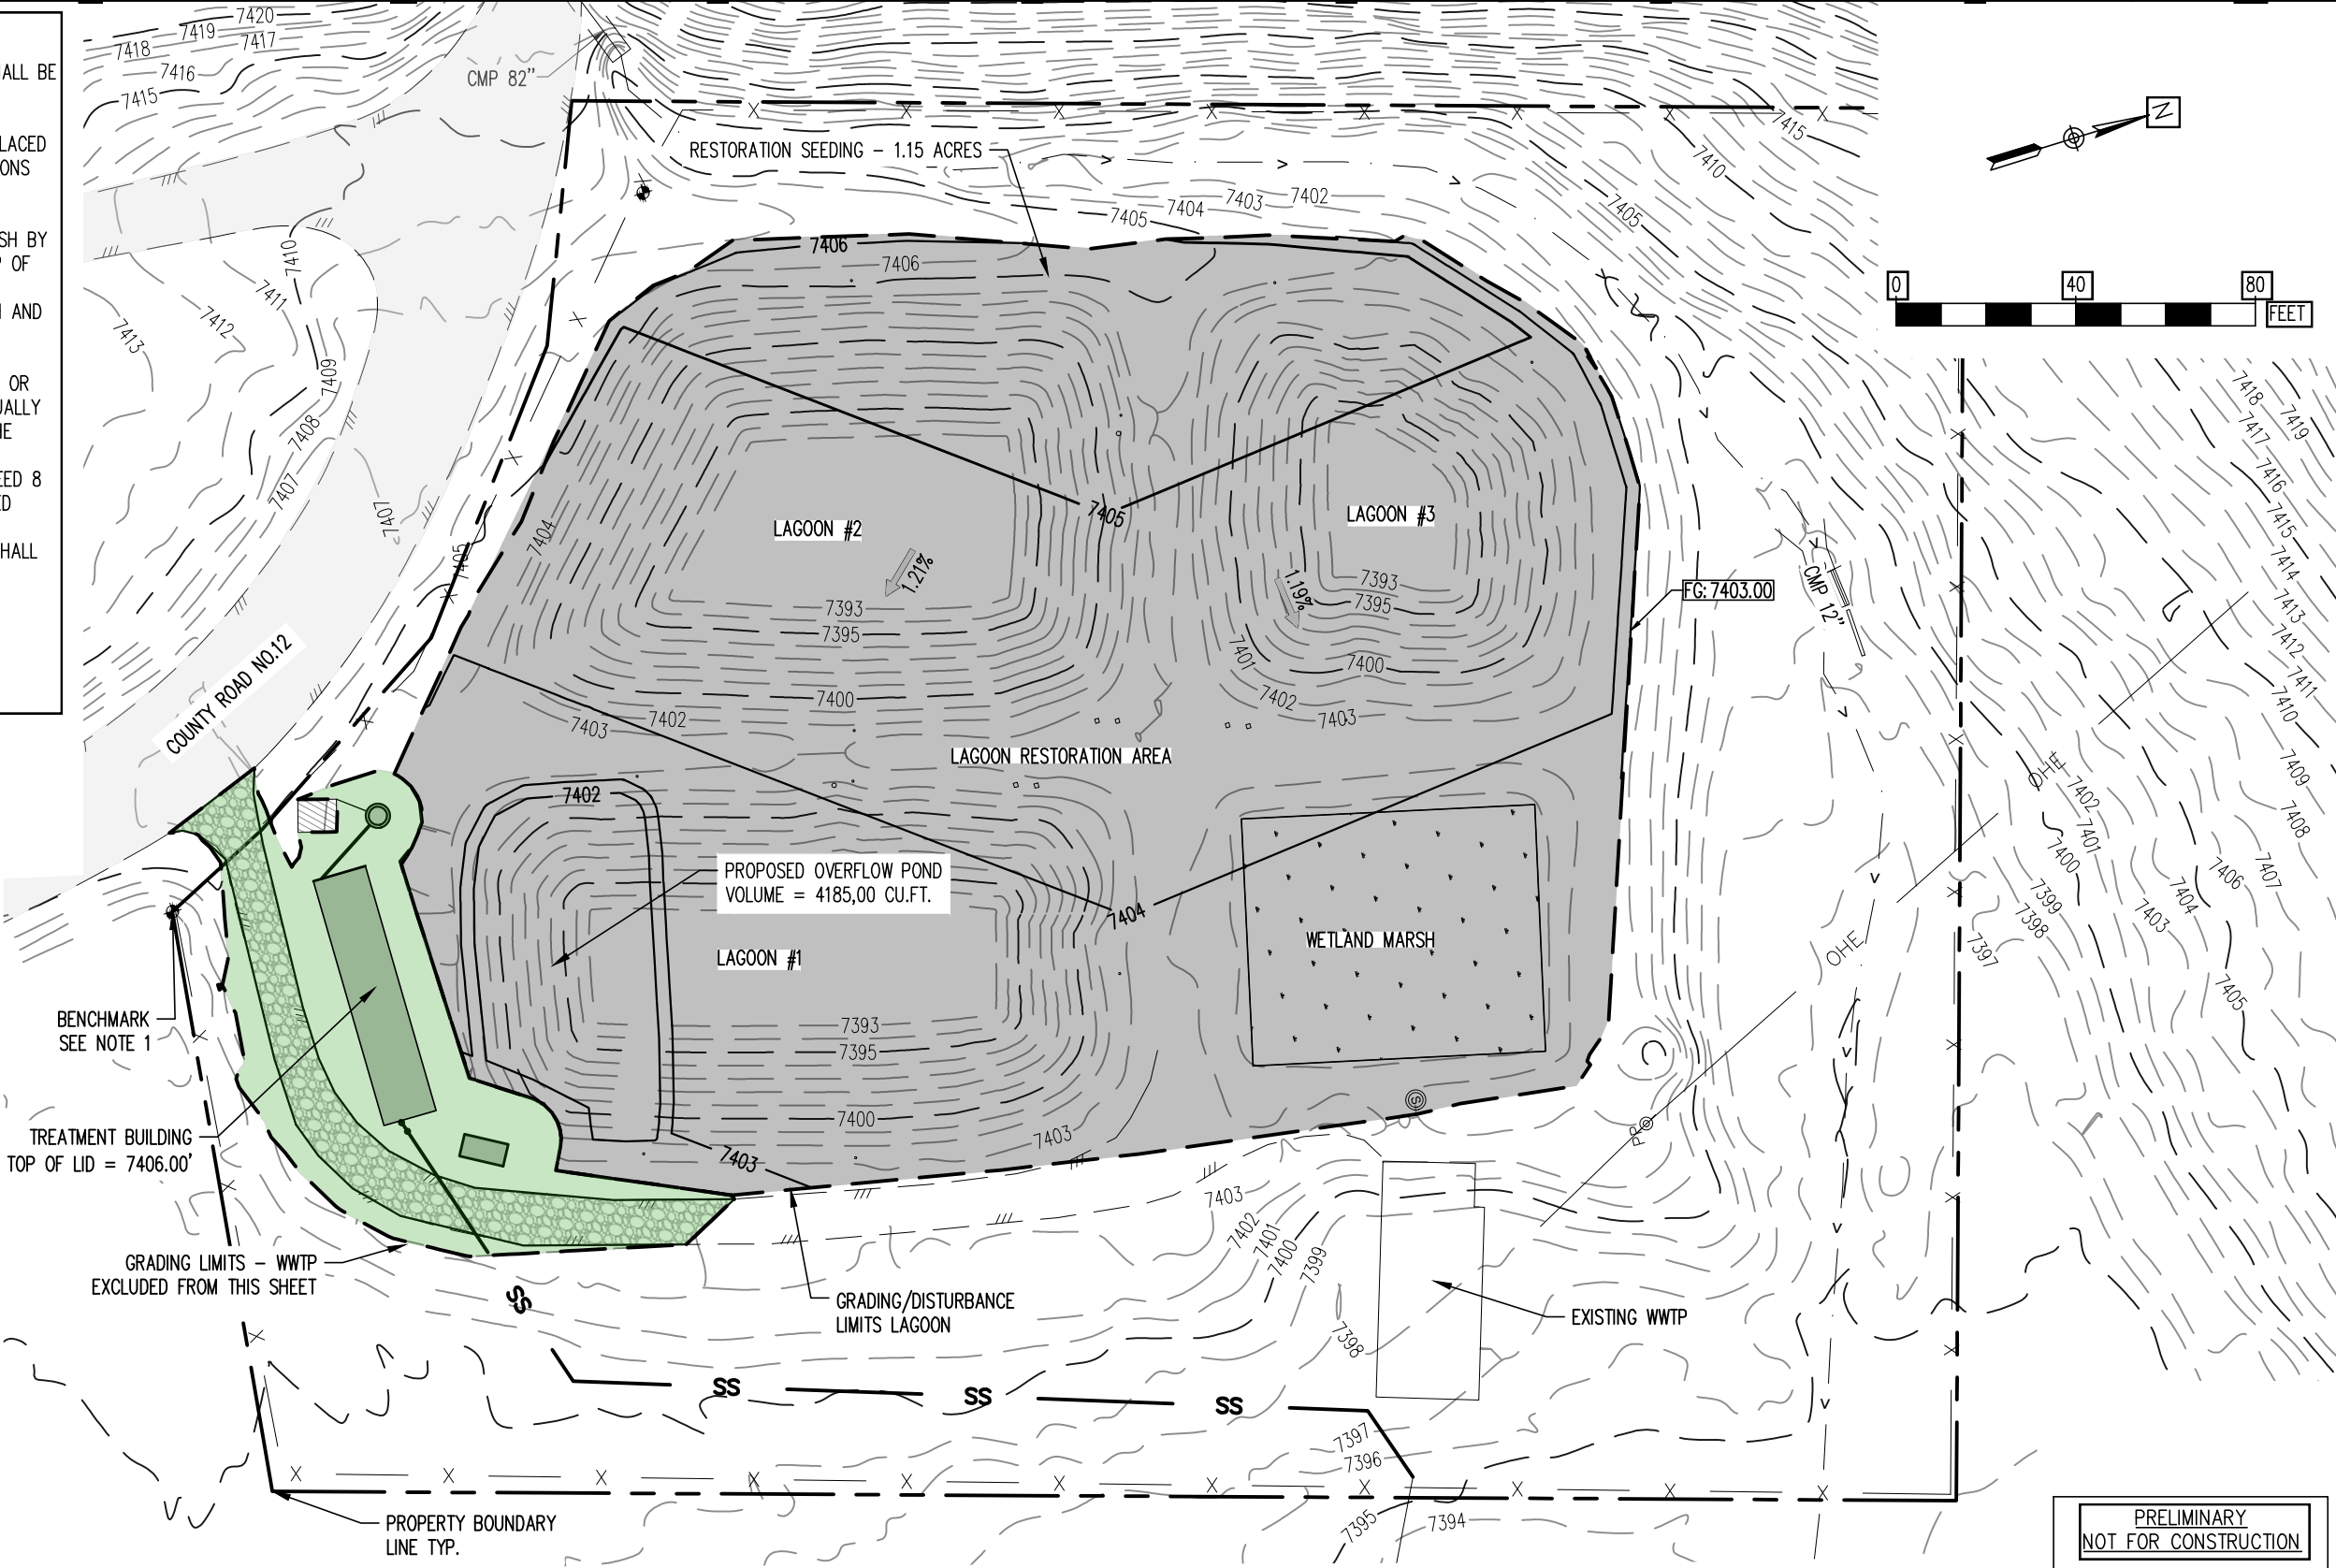 7420
7419
7418
7417
7416
7415
CMP 82"
ALL BE
LACED
ONS
SH BY
OF
AND
OR
UALLY
HE
EED 8
ED
HALL
RESTORATION SEEDING - 1.15 ACRES
7415
7410
7405
7405
7404
7403
7402
N
0
40
80
FEET
7406
7406
7410
7411
7412
7413
7409
7408
7407
7407
7405
7404
LAGOON #2
7405
LAGOON #3
1.21%
1.19%
7393
7395
7393
7395
7400
7401
7402
7403
7400
7402
7403
FG: 7403.00
CMP 12"
COUNTY ROAD NO.12
LAGOON RESTORATION AREA
7402
PROPOSED OVERFLOW POND
VOLUME = 4185,00 CU.FT.
7404
WETLAND MARSH
LAGOON #1
7393
7395
7400
7403
7403
S
BENCHMARK
SEE NOTE 1
TREATMENT BUILDING
TOP OF LID = 7406.00'
GRADING LIMITS - WWTP
EXCLUDED FROM THIS SHEET
GRADING/DISTURBANCE
LIMITS LAGOON
EXISTING WWTP
PP
OHE
OHE
7418
7419
7417
7416
7415
7414
7413
7412
7411
7410
7409
7408
7407
7406
7405
7404
7403
7402
7401
7400
7399
7398
7397
7403
7402
7401
7400
7399
7398
7397
7396
7395
7394
SS
SS
SS
SS
PROPERTY BOUNDARY
LINE TYP.
PRELIMINARY
NOT FOR CONSTRUCTION